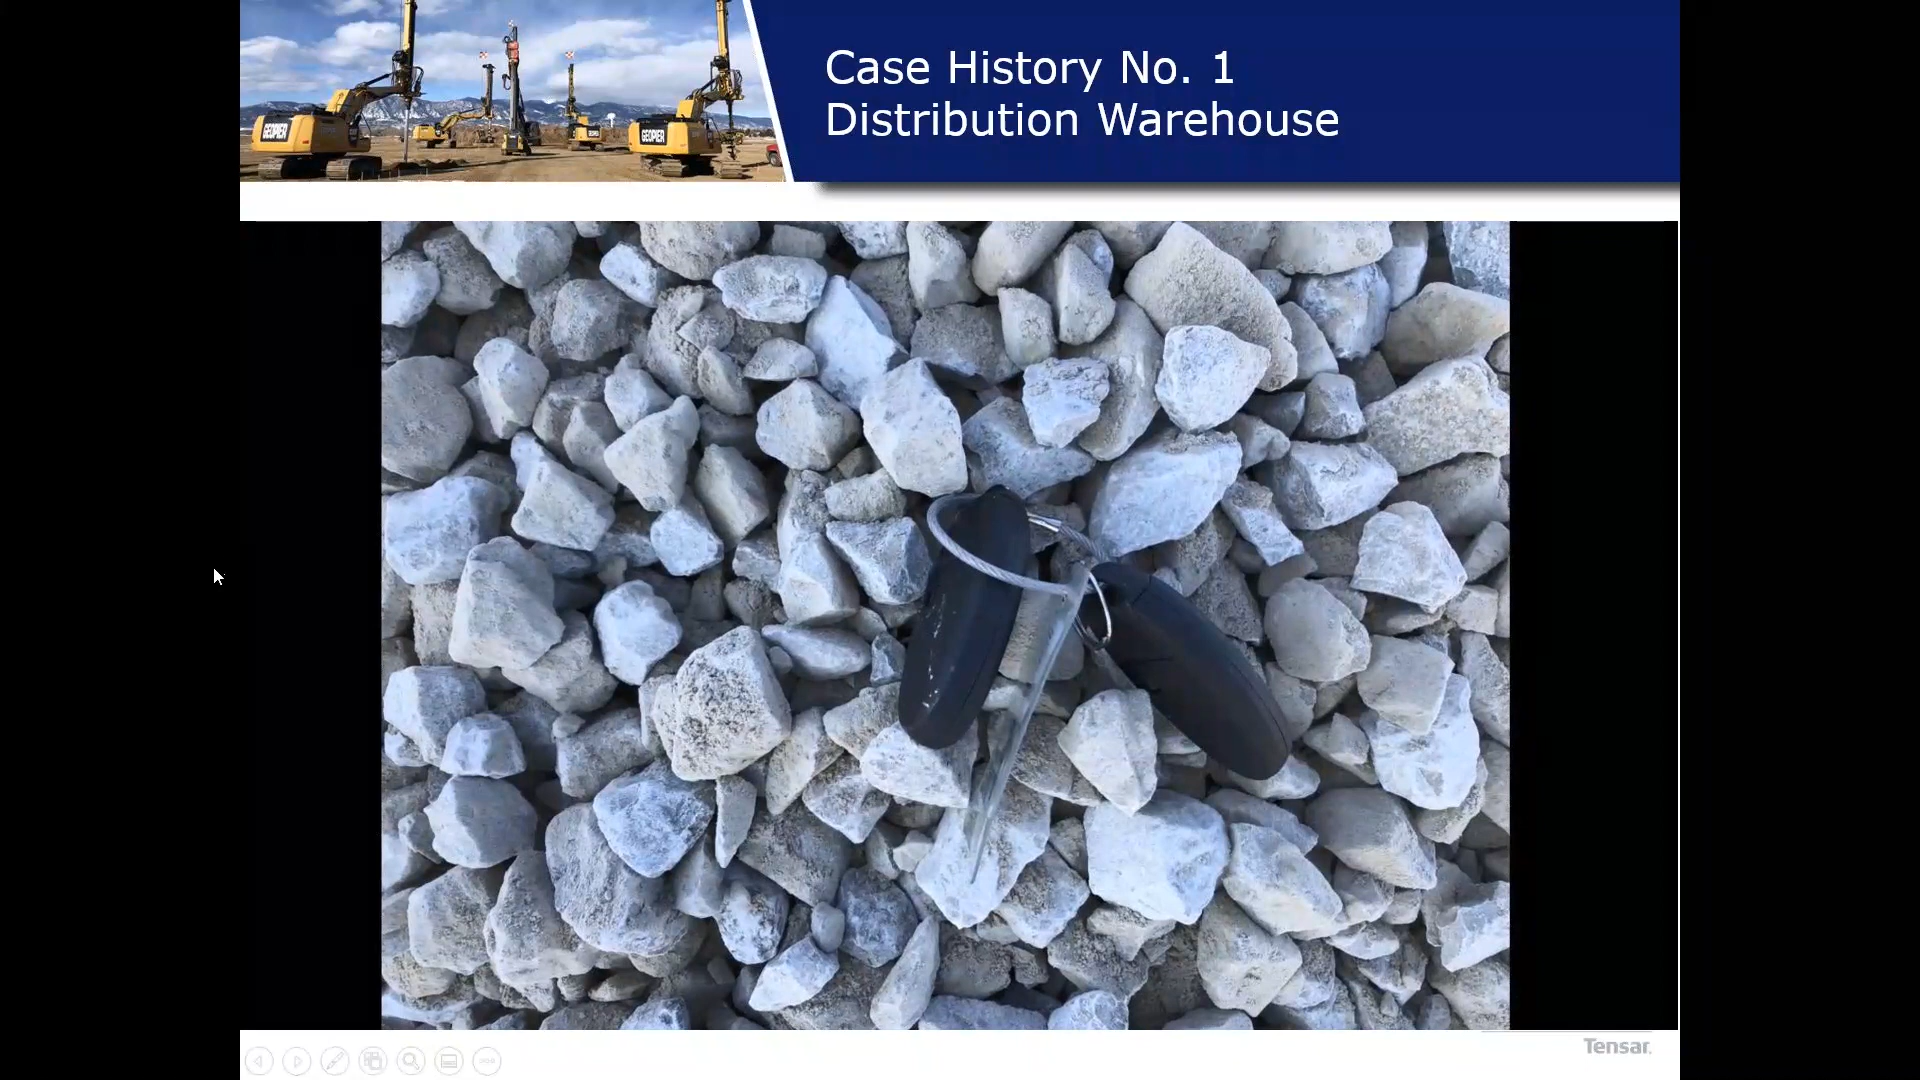 Case History No. 1
Distribution Warehouse
GEOPIER
GEOPIER
Tensar.